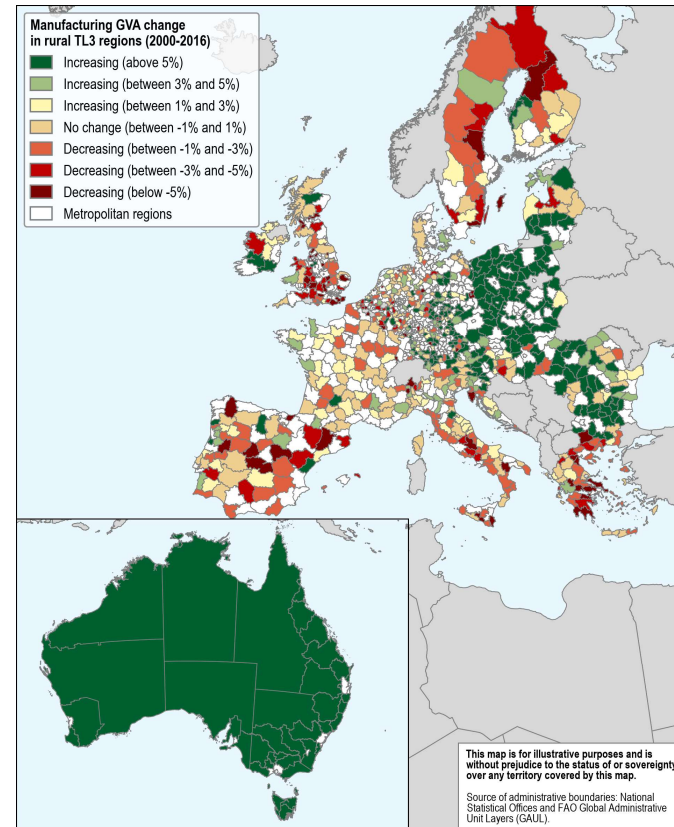 Manufacturing GVA change
in rural TL3 regions (2000-2016)
Increasing (above 5%)
Increasing (between 3% and 5%)
Increasing (between 1% and 3%)
No change (between -1% and 1%)
Decreasing (between -1% and -3%)
Decreasing (between -3% and -5%)
Decreasing (below -5%)
Metropolitan regions
This map is for illustrative purposes and is
without prejudice to the status of or sovereignty
over any territory covered by this map.
Source of administrative boundaries: National
Statistical Offices and FAO Global Administrative
Unit Layers (GAUL).